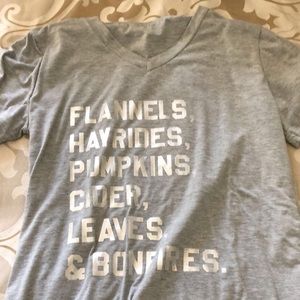 FLANNELS,
HAYRIDES,
PUMPKINS
CIDER,
LEAVES
& BONFIRES.